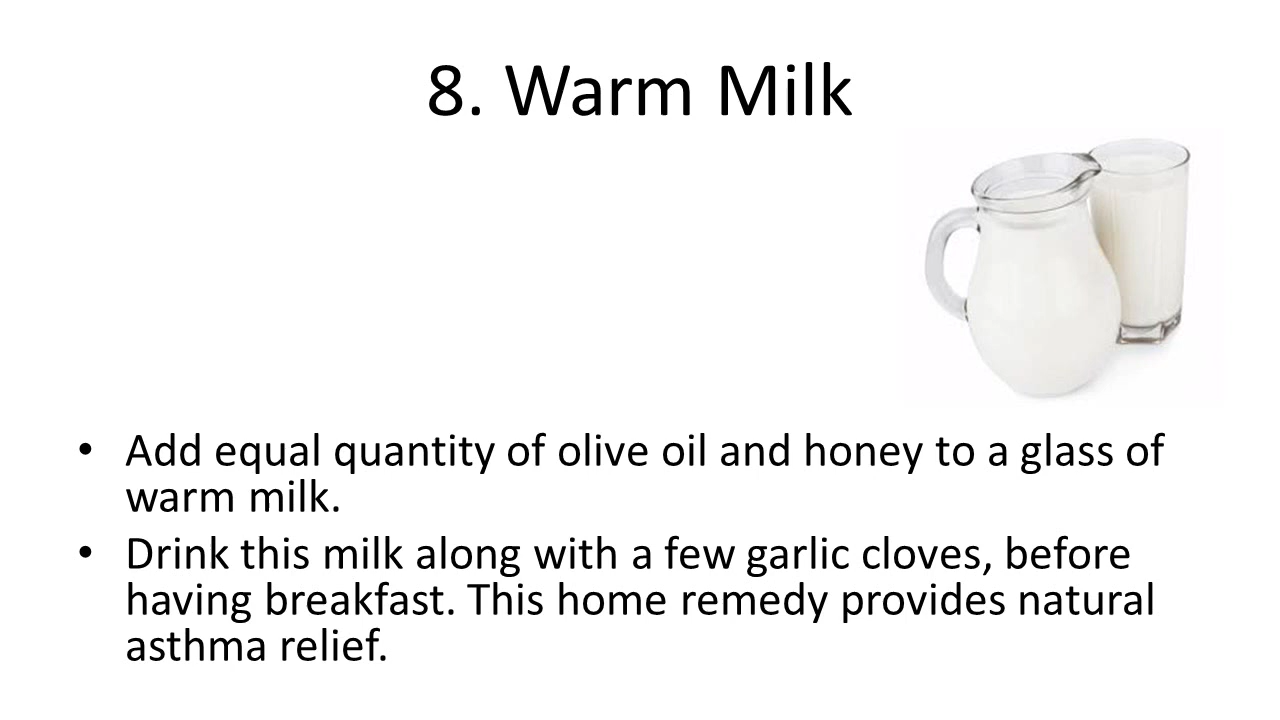 8. Warm Milk
• Add equal quantity of olive oil and honey to a glass of
warm milk.
• Drink this milk along with a few garlic cloves, before
having breakfast. This home remedy provides natural
asthma relief.